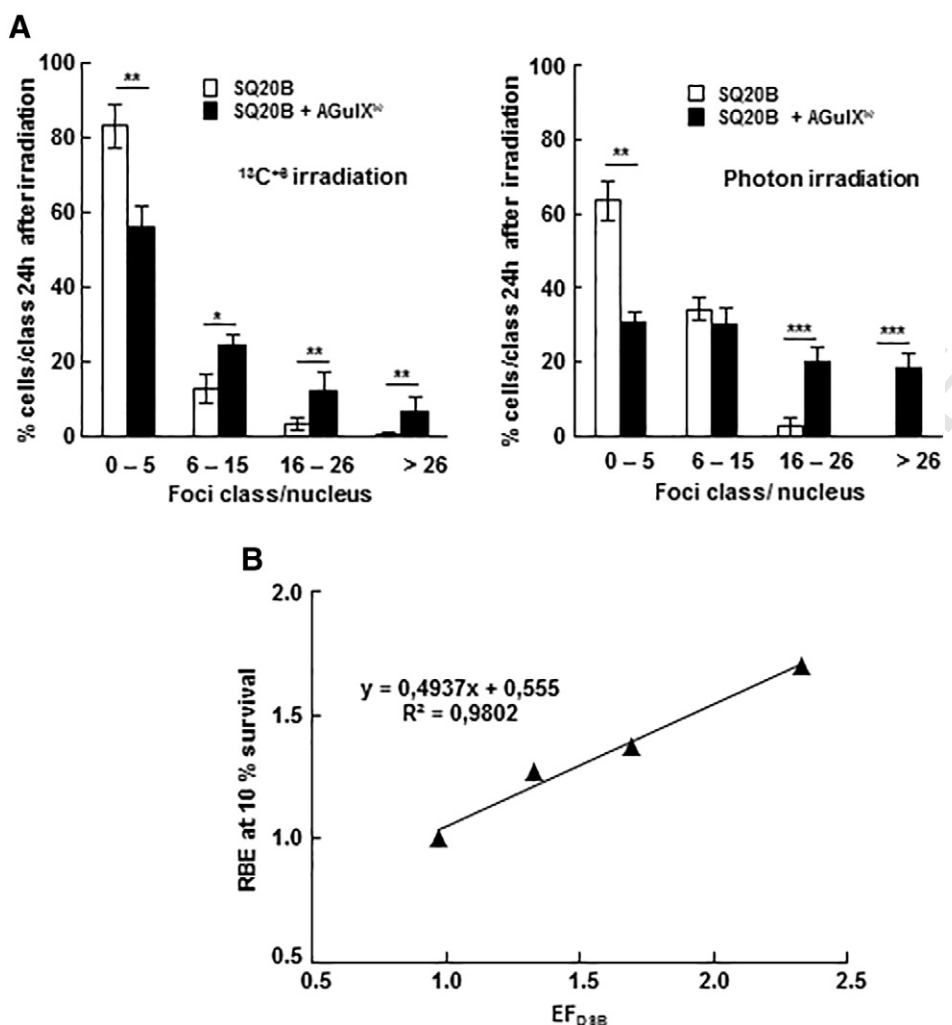 A
100
80
60
40
20
0
% cells/class 24h after irradiation
SQ20B
SQ20B + AGuIX
¹³C⁺⁶ irradiation
**
*
**
**
0 – 5
6 – 15
16 – 26
> 26
Foci class/nucleus
100
80
60
40
20
0
% cells/class 24h after irradiation
SQ20B
SQ20B + AGuIX
Photon irradiation
**
***
***
0 – 5
6 – 15
16 – 26
> 26
Foci class/ nucleus
B
2.0
1.5
1.0
0.5
RBE at 10 % survival
y = 0,4937x + 0,555
R² = 0,9802
0.5
1.0
1.5
2.0
2.5
EF